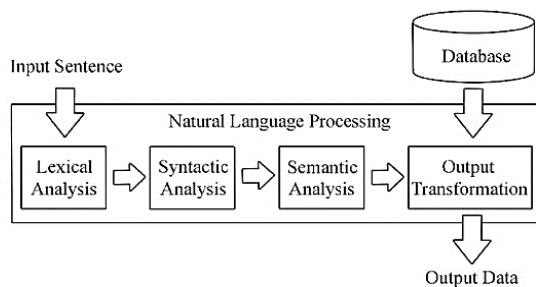 Database
Input Sentence
Natural Language Processing
Lexical
Analysis
Syntactic
Analysis
Semantic
Analysis
Output
Transformation
Output Data